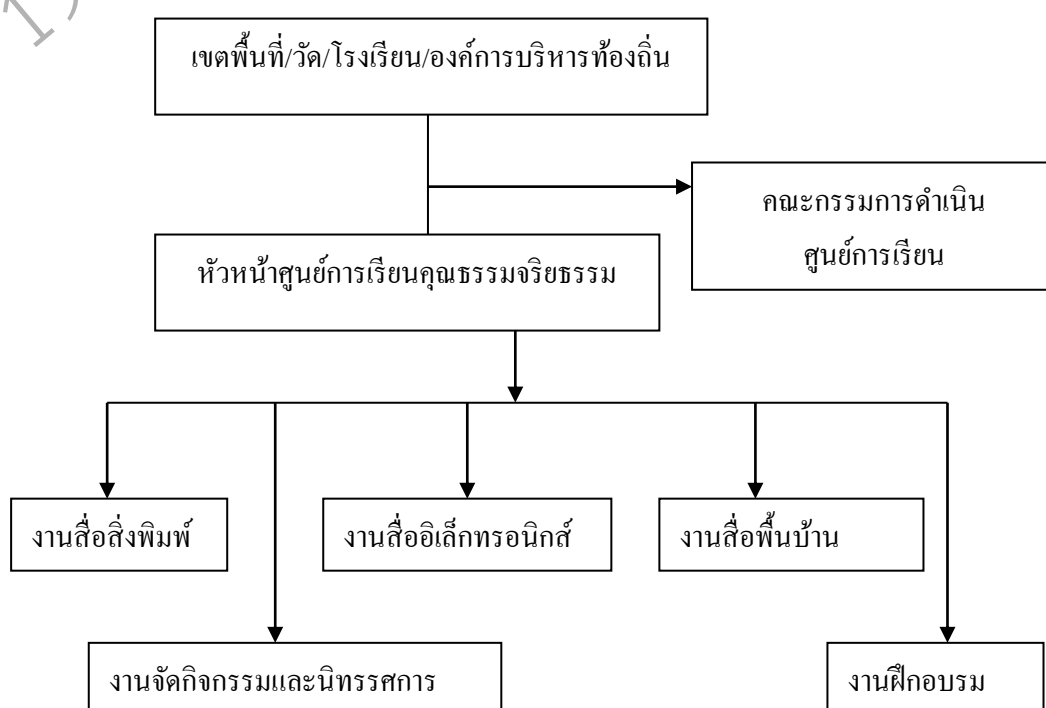 เขตพื้นที่/วัด/โรงเรียน/องค์การบริหารท้องถิ่น
คณะกรรมการดำเนิน
ศูนย์การเรียน
หัวหน้าศูนย์การเรียนคุณธรรมจริยธรรม
งานสื่อสิ่งพิมพ์
งานสื่ออิเล็กทรอนิกส์
งานสื่อพื้นบ้าน
งานจัดกิจกรรมและนิทรรศการ
งานฝึกอบรม